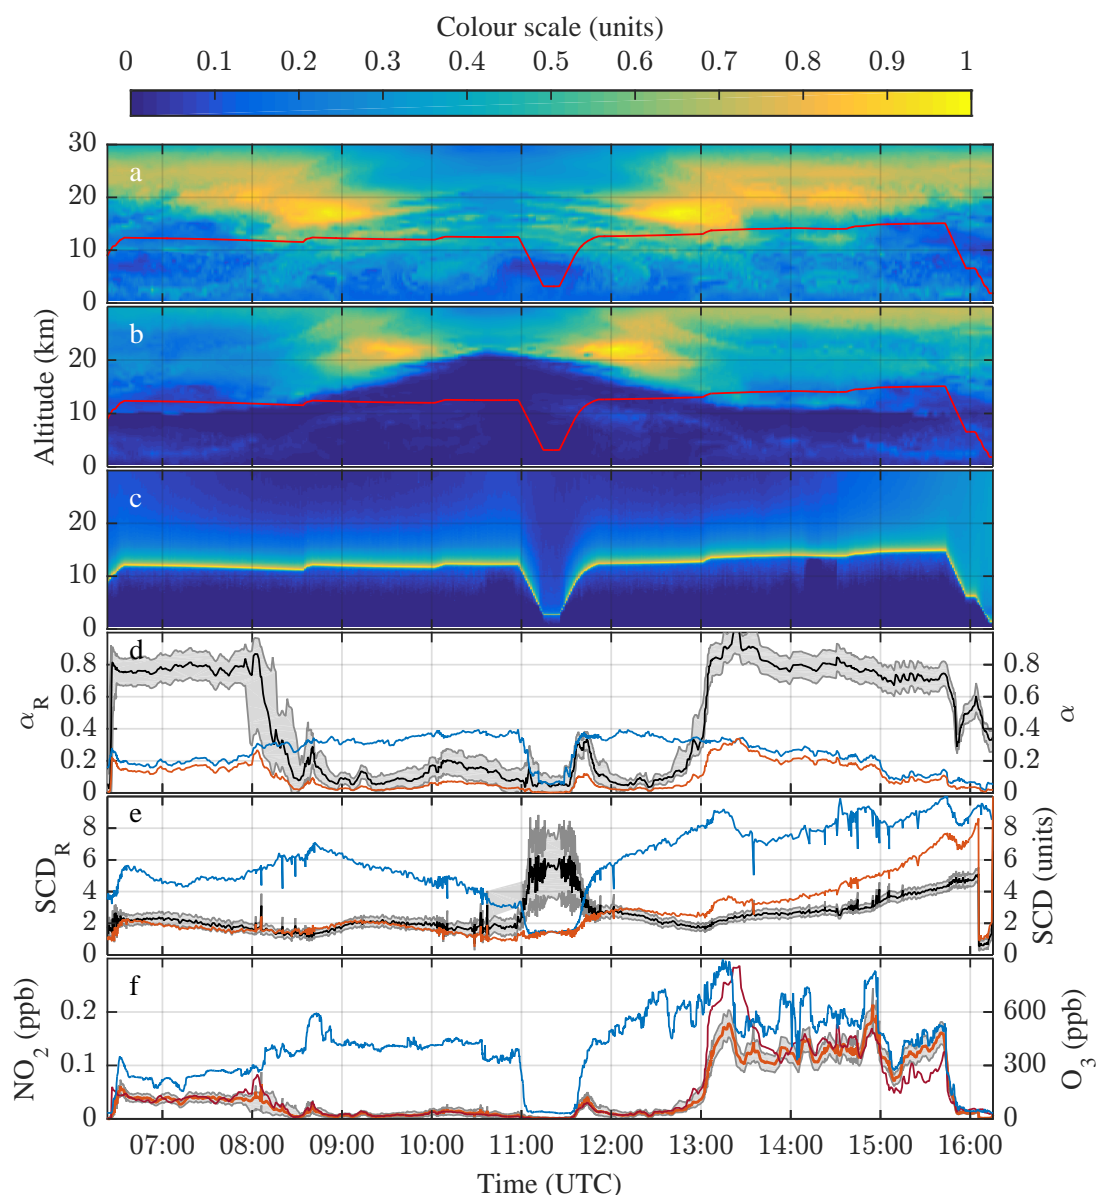 Colour scale (units)
0 0.1 0.2 0.3 0.4 0.5 0.6 0.7 0.8 0.9 1
30
a
20
10
0
b
20
10
0
Altitude (km)
c
20
10
0
d
0.8 0.8
0.6 0.6
0.4 0.4
0.2 0.2
0 0
α_R α
e
8 8
6 6
4 4
2 2
0 0
SCD_R SCD (units)
f
0.2 600
0.1 300
0 0
NO_2 (ppb) O_3 (ppb)
07:00 08:00 09:00 10:00 11:00 12:00 13:00 14:00 15:00 16:00
Time (UTC)